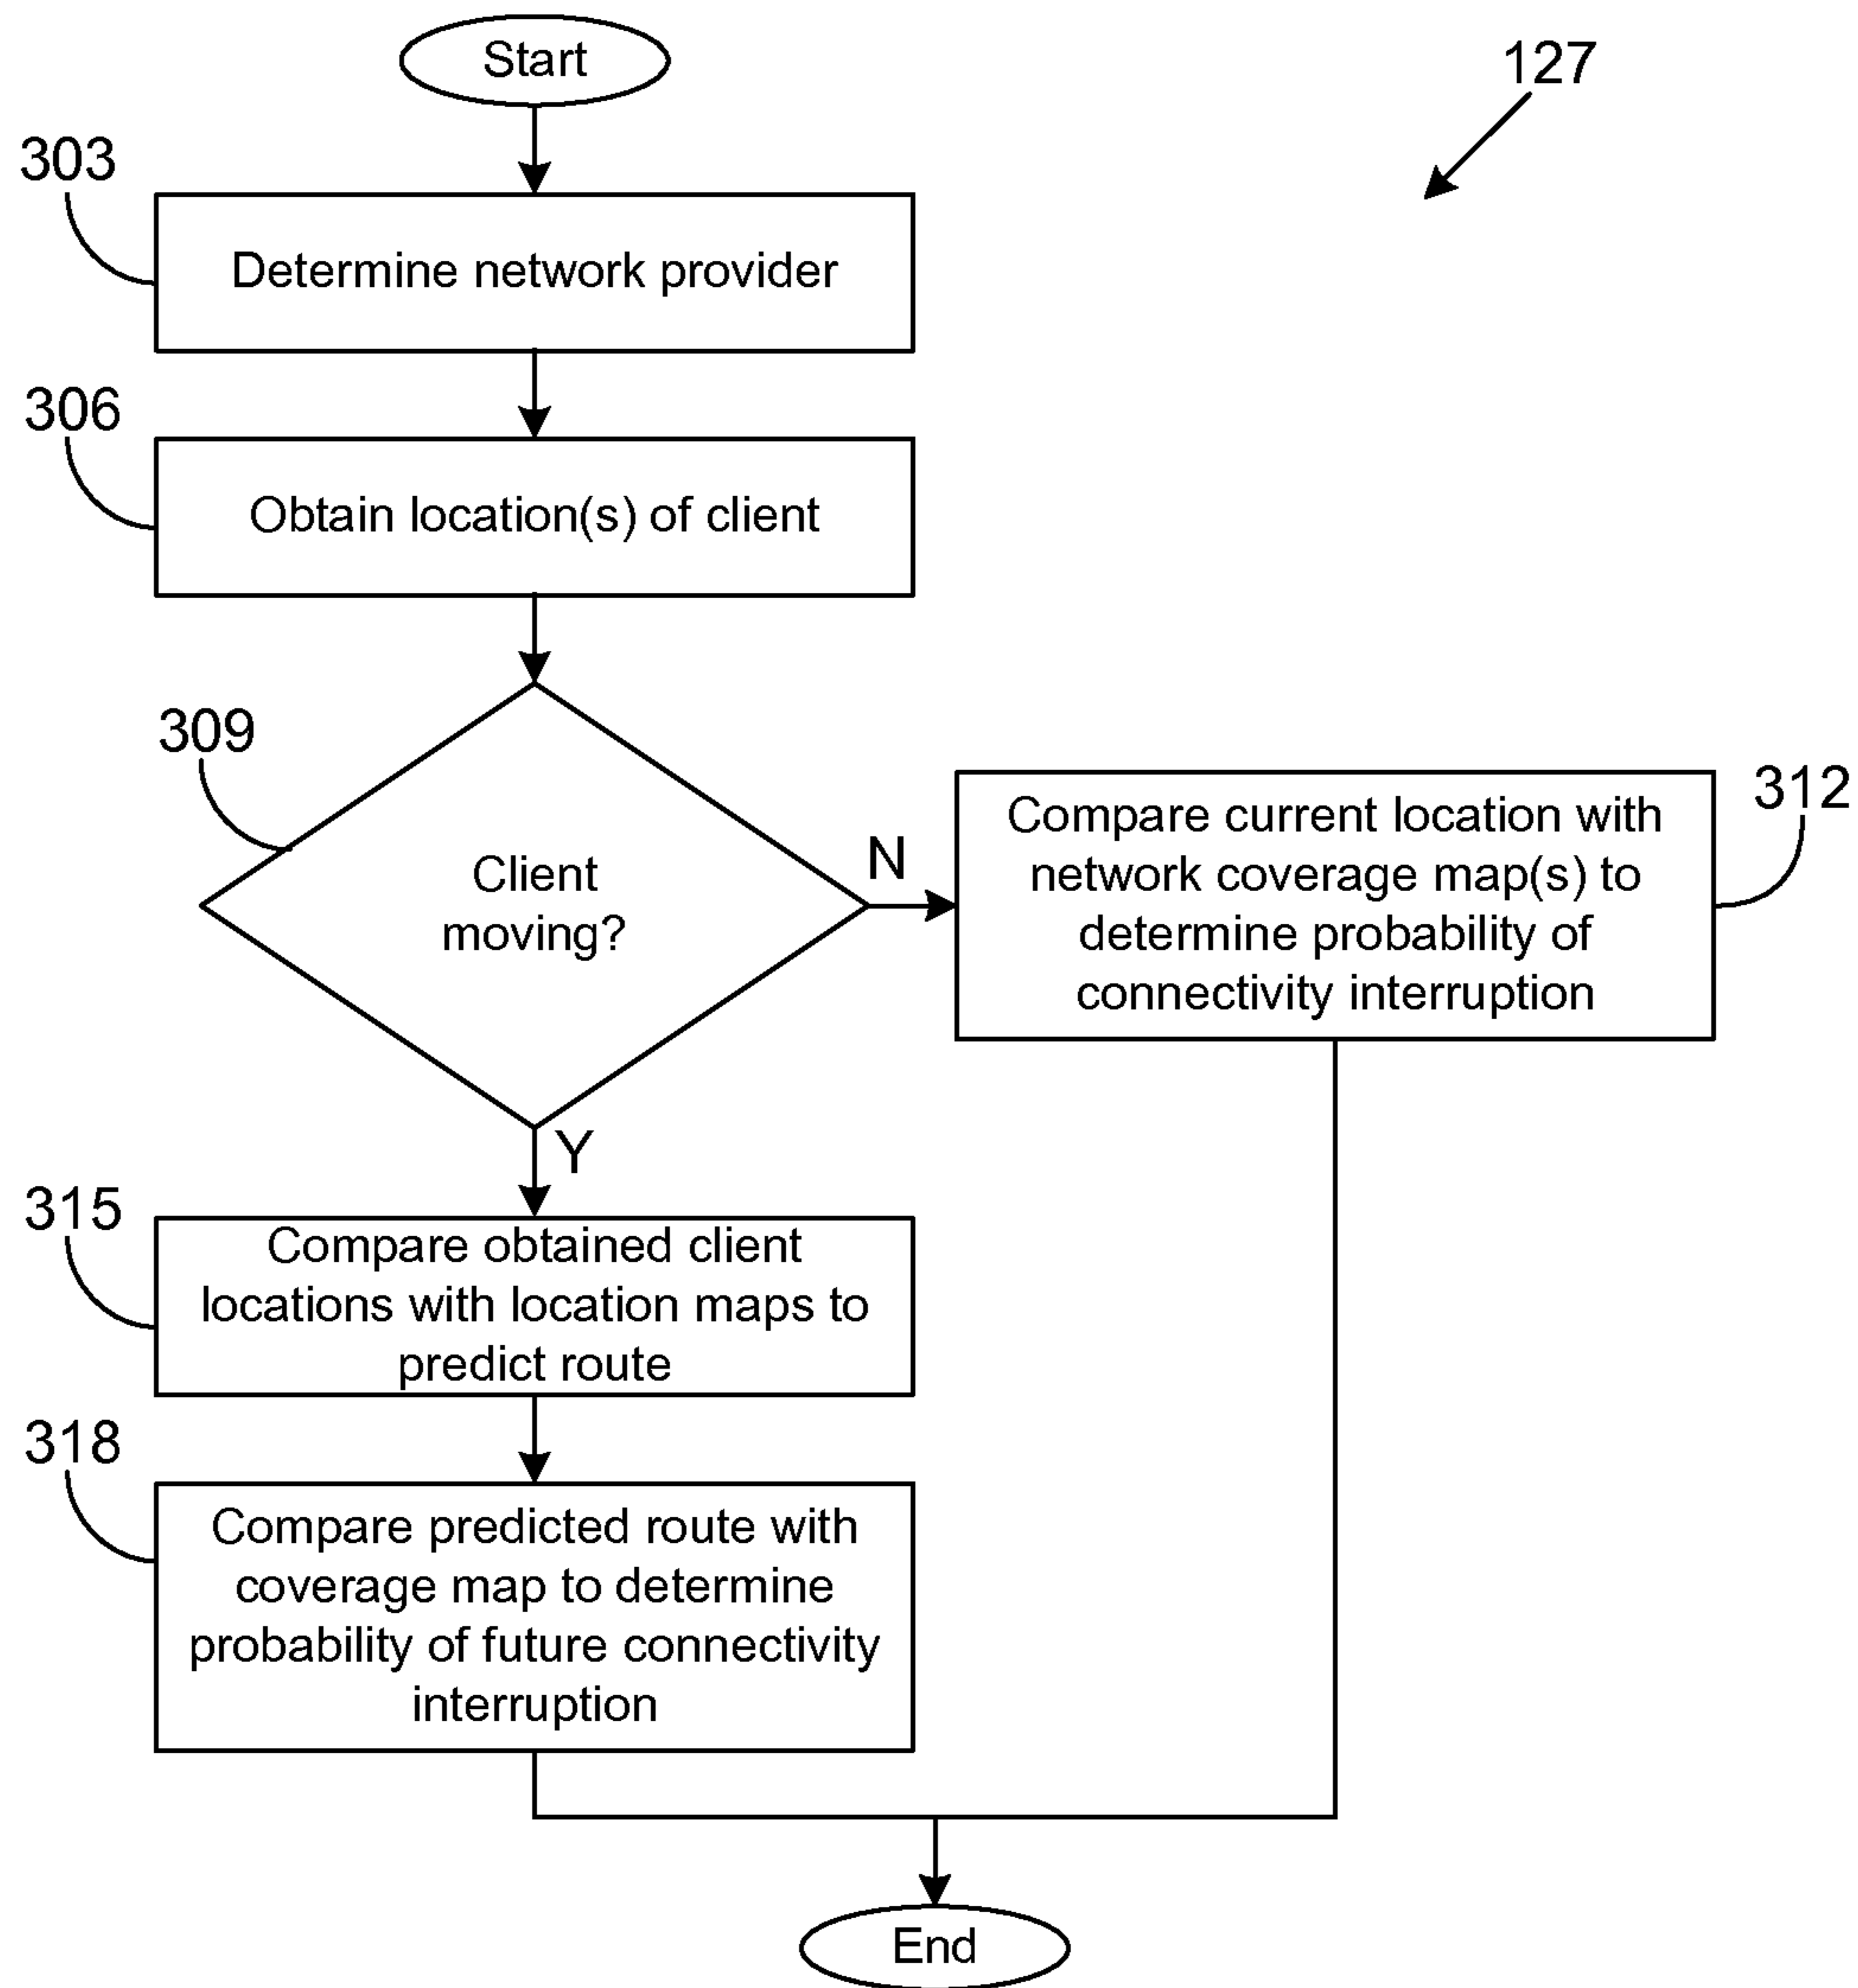 Start
127
303
Determine network provider
306
Obtain location(s) of client
309
Client
moving?
N
312
Compare current location with
network coverage map(s) to
determine probability of
connectivity interruption
Y
315
Compare obtained client
locations with location maps to
predict route
318
Compare predicted route with
coverage map to determine
probability of future connectivity
interruption
End